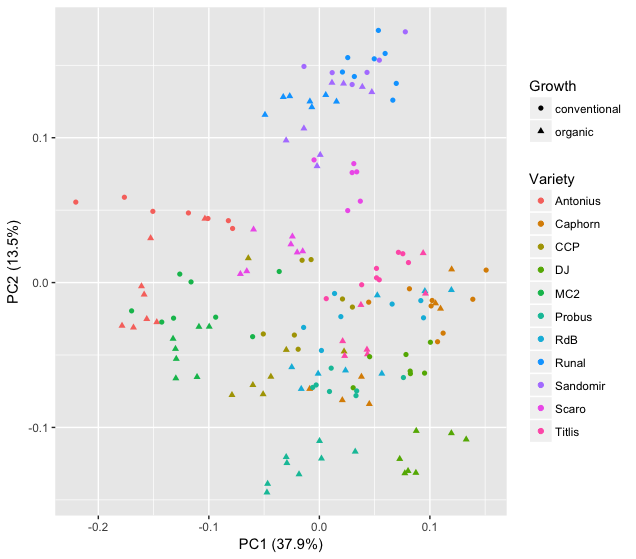 Growth
conventional
organic
Variety
Antonius
Caphorn
CCP
DJ
MC2
Probus
RdB
Runal
Sandomir
Scaro
Titlis
PC2 (13.5%)
0.1
0.0
-0.1
-0.2
-0.1
0.0
0.1
PC1 (37.9%)